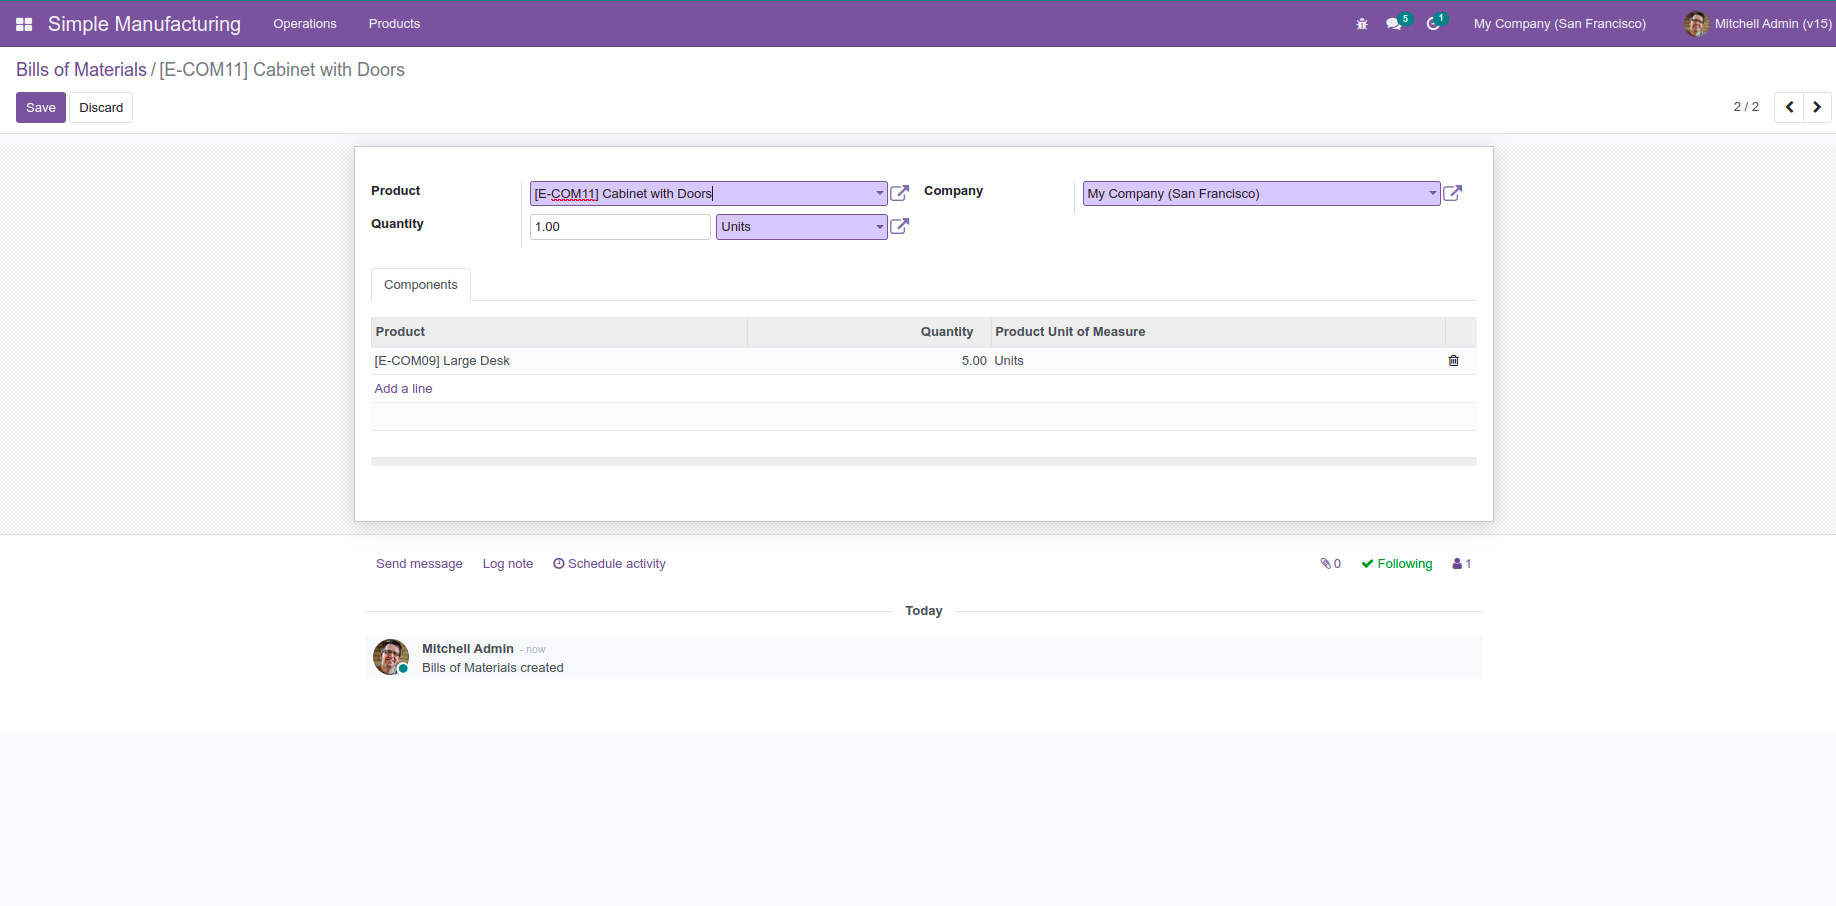 Simple Manufacturing Operations Products 5 1 My Company (San Francisco) Mitchell Admin (v15)
Bills of Materials / [E-COM11] Cabinet with Doors
Save Discard 2 / 2
Product [E-COM11] Cabinet with Doors Company My Company (San Francisco)
Quantity 1.00 Units
Components
Product Quantity Product Unit of Measure
[E-COM09] Large Desk 5.00 Units
Add a line
Send message Log note Schedule activity 0 Following 1
Today
Mitchell Admin - now
Bills of Materials created